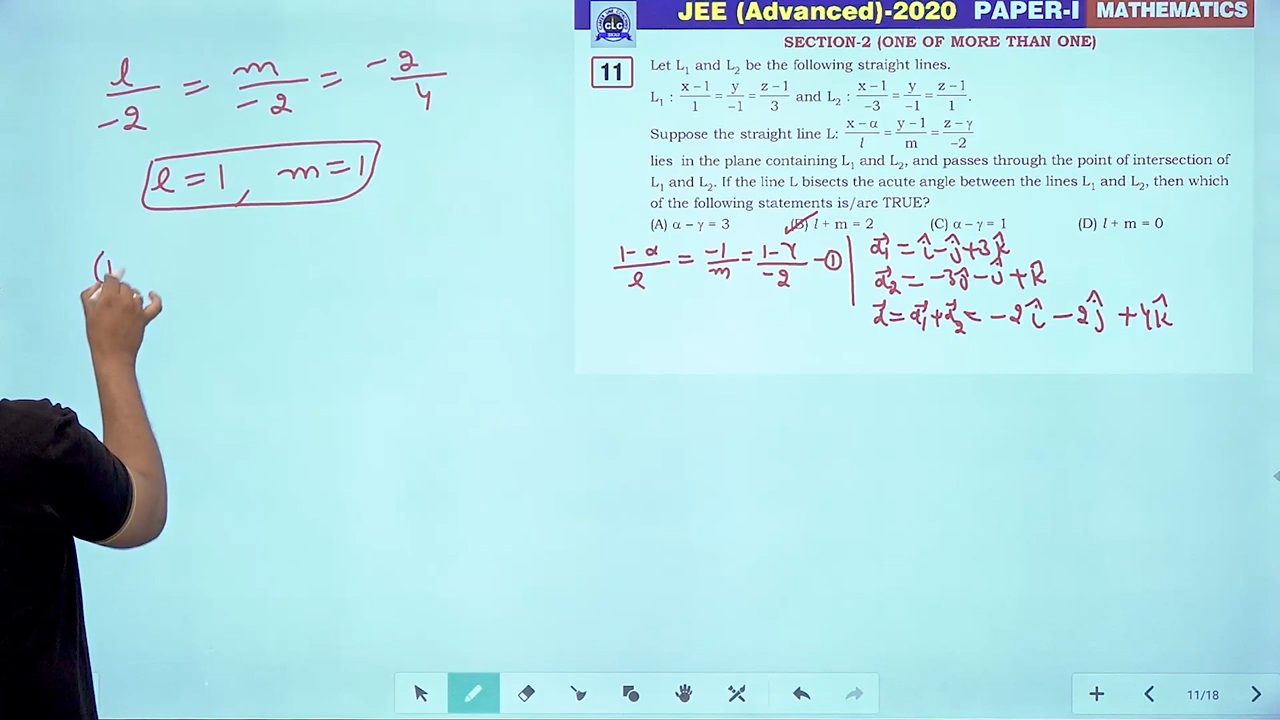 JEE (Advanced)-2020 PAPER-I MATHEMATICS
CLC
SECTION-2 (ONE OF MORE THAN ONE)
11
Let L₁ and L₂ be the following straight lines.
L₁ : (x−1)/1 = y/−1 = (z−1)/3 and L₂ : (x−1)/−3 = y/−1 = (z−1)/1.
Suppose the straight line L: (x−α)/l = (y−1)/m = (z−γ)/−2
lies in the plane containing L₁ and L₂, and passes through the point of intersection of
L₁ and L₂. If the line L bisects the acute angle between the lines L₁ and L₂, then which
of the following statements is/are TRUE?
(A) α − γ = 3 (B) l + m = 2 (C) α − γ = 1 (D) l + m = 0
(1−α)/l = −1/m = (1−γ)/−2 −①
d⃗₁ = î−ĵ+3k̂
d⃗₂ = −3ĵ−ĵ+k̂
d⃗ = d⃗₁+d⃗₂ = −2î −2ĵ +4k̂
l/−2 = m/−2 = −2/4
l = 1, m = 1
(1
11/18